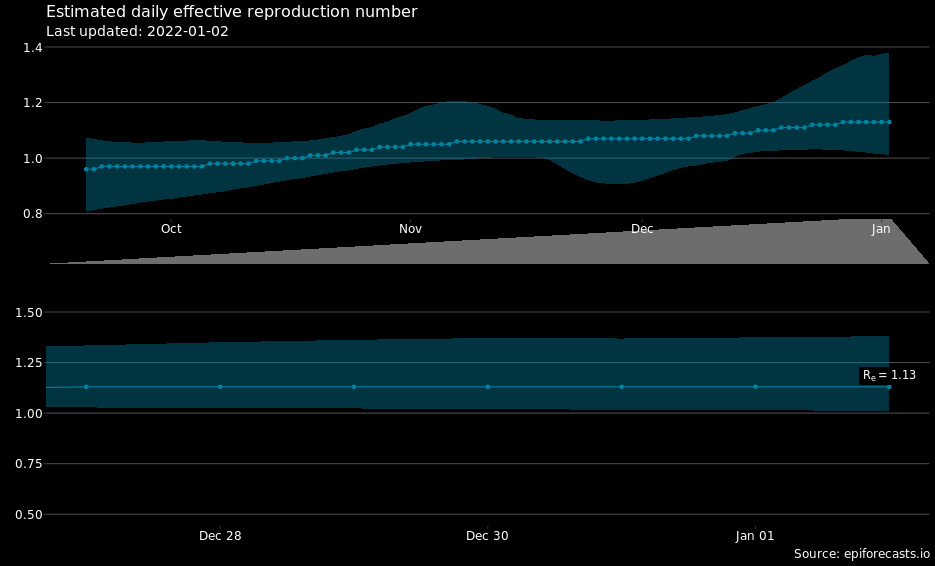 Estimated daily effective reproduction number
Last updated: 2022-01-02
1.4
1.2
1.0
0.8
Oct Nov Dec Jan
1.50
1.25
Re = 1.13
1.00
0.75
0.50
Dec 28 Dec 30 Jan 01
Source: epiforecasts.io